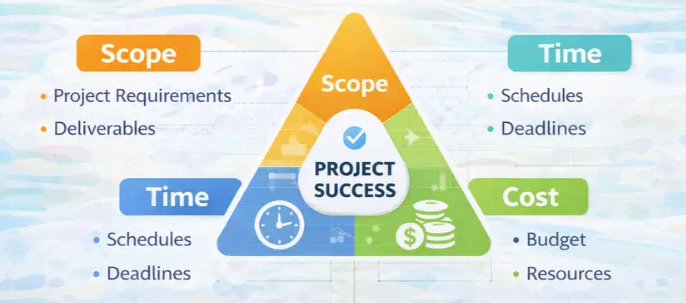 Scope
• Project Requirements
• Deliverables
Time
• Schedules
• Deadlines
Scope
PROJECT
SUCCESS
$
Time
• Schedules
• Deadlines
Cost
• Budget
• Resources